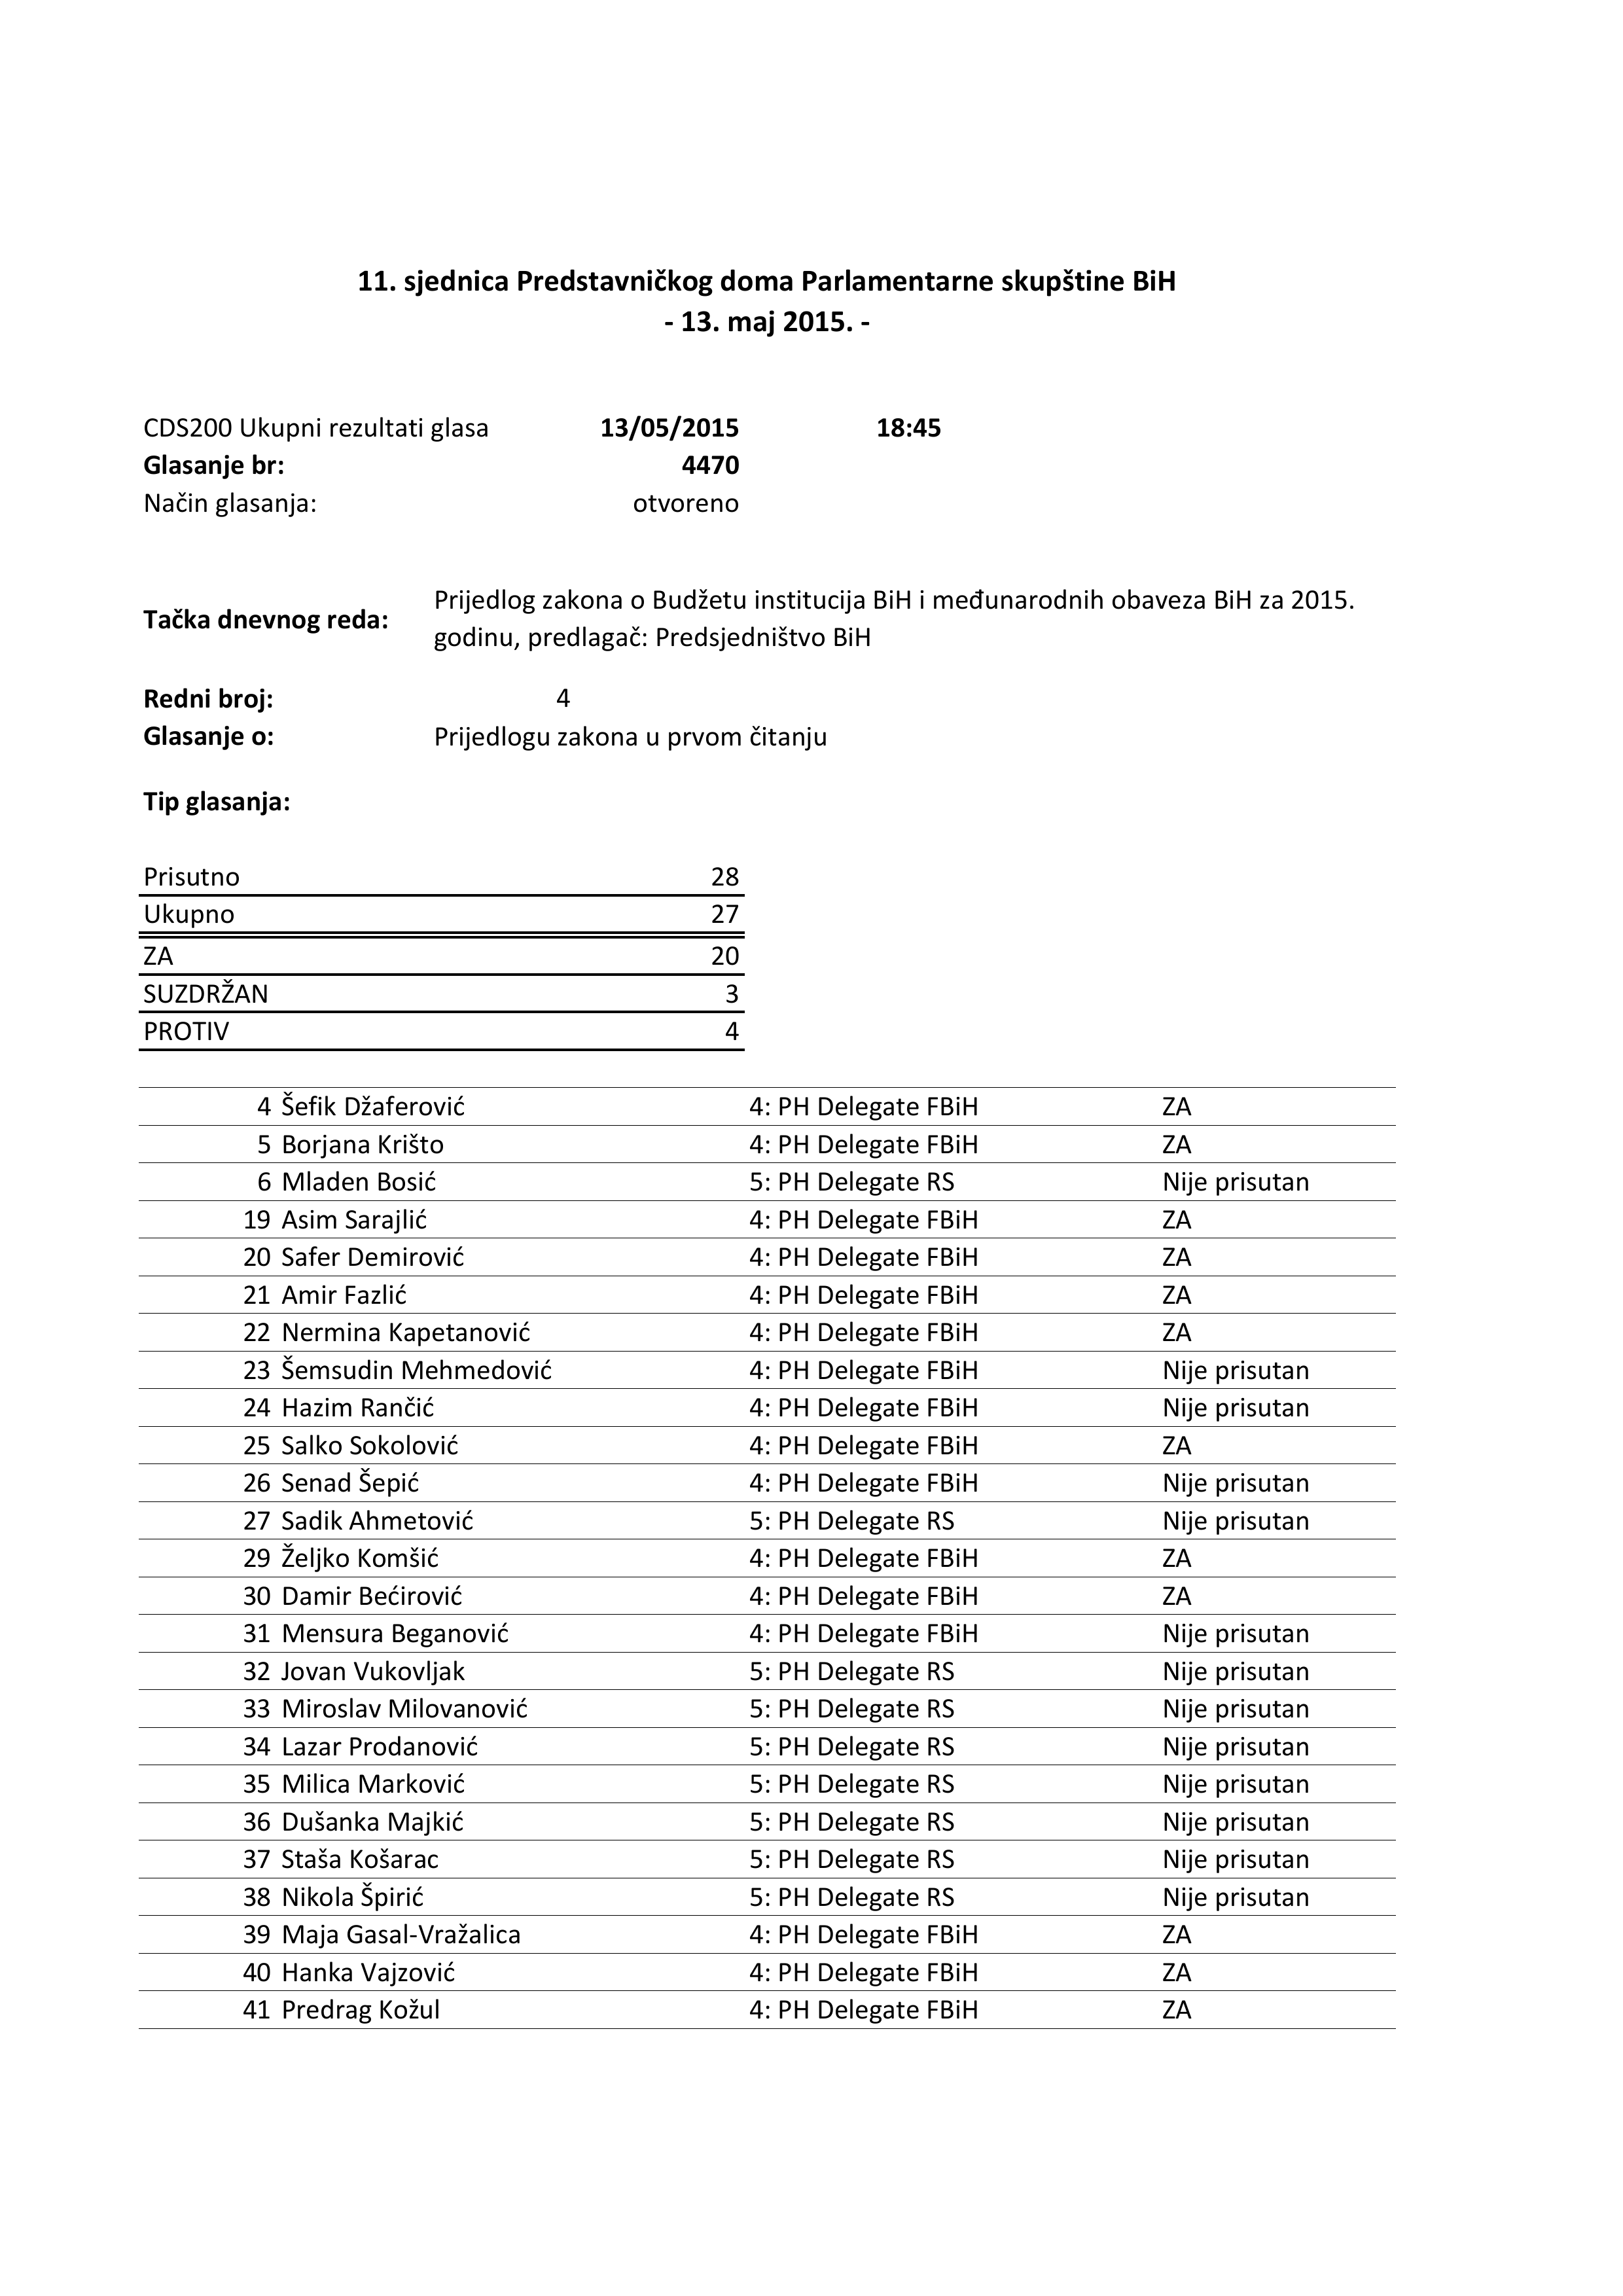 11. sjednica Predstavničkog doma Parlamentarne skupštine BiH
- 13. maj 2015. -
CDS200 Ukupni rezultati glasa 13/05/2015 18:45
Glasanje br: 4470
Način glasanja: otvoreno
Tačka dnevnog reda: Prijedlog zakona o Budžetu institucija BiH i međunarodnih obaveza BiH za 2015.
godinu, predlagač: Predsjedništvo BiH
Redni broj: 4
Glasanje o: Prijedlogu zakona u prvom čitanju
Tip glasanja:
Prisutno 28
Ukupno 27
ZA 20
SUZDRŽAN 3
PROTIV 4
4 Šefik Džaferović 4: PH Delegate FBiH ZA
5 Borjana Krišto 4: PH Delegate FBiH ZA
6 Mladen Bosić 5: PH Delegate RS Nije prisutan
19 Asim Sarajlić 4: PH Delegate FBiH ZA
20 Safer Demirović 4: PH Delegate FBiH ZA
21 Amir Fazlić 4: PH Delegate FBiH ZA
22 Nermina Kapetanović 4: PH Delegate FBiH ZA
23 Šemsudin Mehmedović 4: PH Delegate FBiH Nije prisutan
24 Hazim Rančić 4: PH Delegate FBiH Nije prisutan
25 Salko Sokolović 4: PH Delegate FBiH ZA
26 Senad Šepić 4: PH Delegate FBiH Nije prisutan
27 Sadik Ahmetović 5: PH Delegate RS Nije prisutan
29 Željko Komšić 4: PH Delegate FBiH ZA
30 Damir Bećirović 4: PH Delegate FBiH ZA
31 Mensura Beganović 4: PH Delegate FBiH Nije prisutan
32 Jovan Vukovljak 5: PH Delegate RS Nije prisutan
33 Miroslav Milovanović 5: PH Delegate RS Nije prisutan
34 Lazar Prodanović 5: PH Delegate RS Nije prisutan
35 Milica Marković 5: PH Delegate RS Nije prisutan
36 Dušanka Majkić 5: PH Delegate RS Nije prisutan
37 Staša Košarac 5: PH Delegate RS Nije prisutan
38 Nikola Špirić 5: PH Delegate RS Nije prisutan
39 Maja Gasal-Vražalica 4: PH Delegate FBiH ZA
40 Hanka Vajzović 4: PH Delegate FBiH ZA
41 Predrag Kožul 4: PH Delegate FBiH ZA